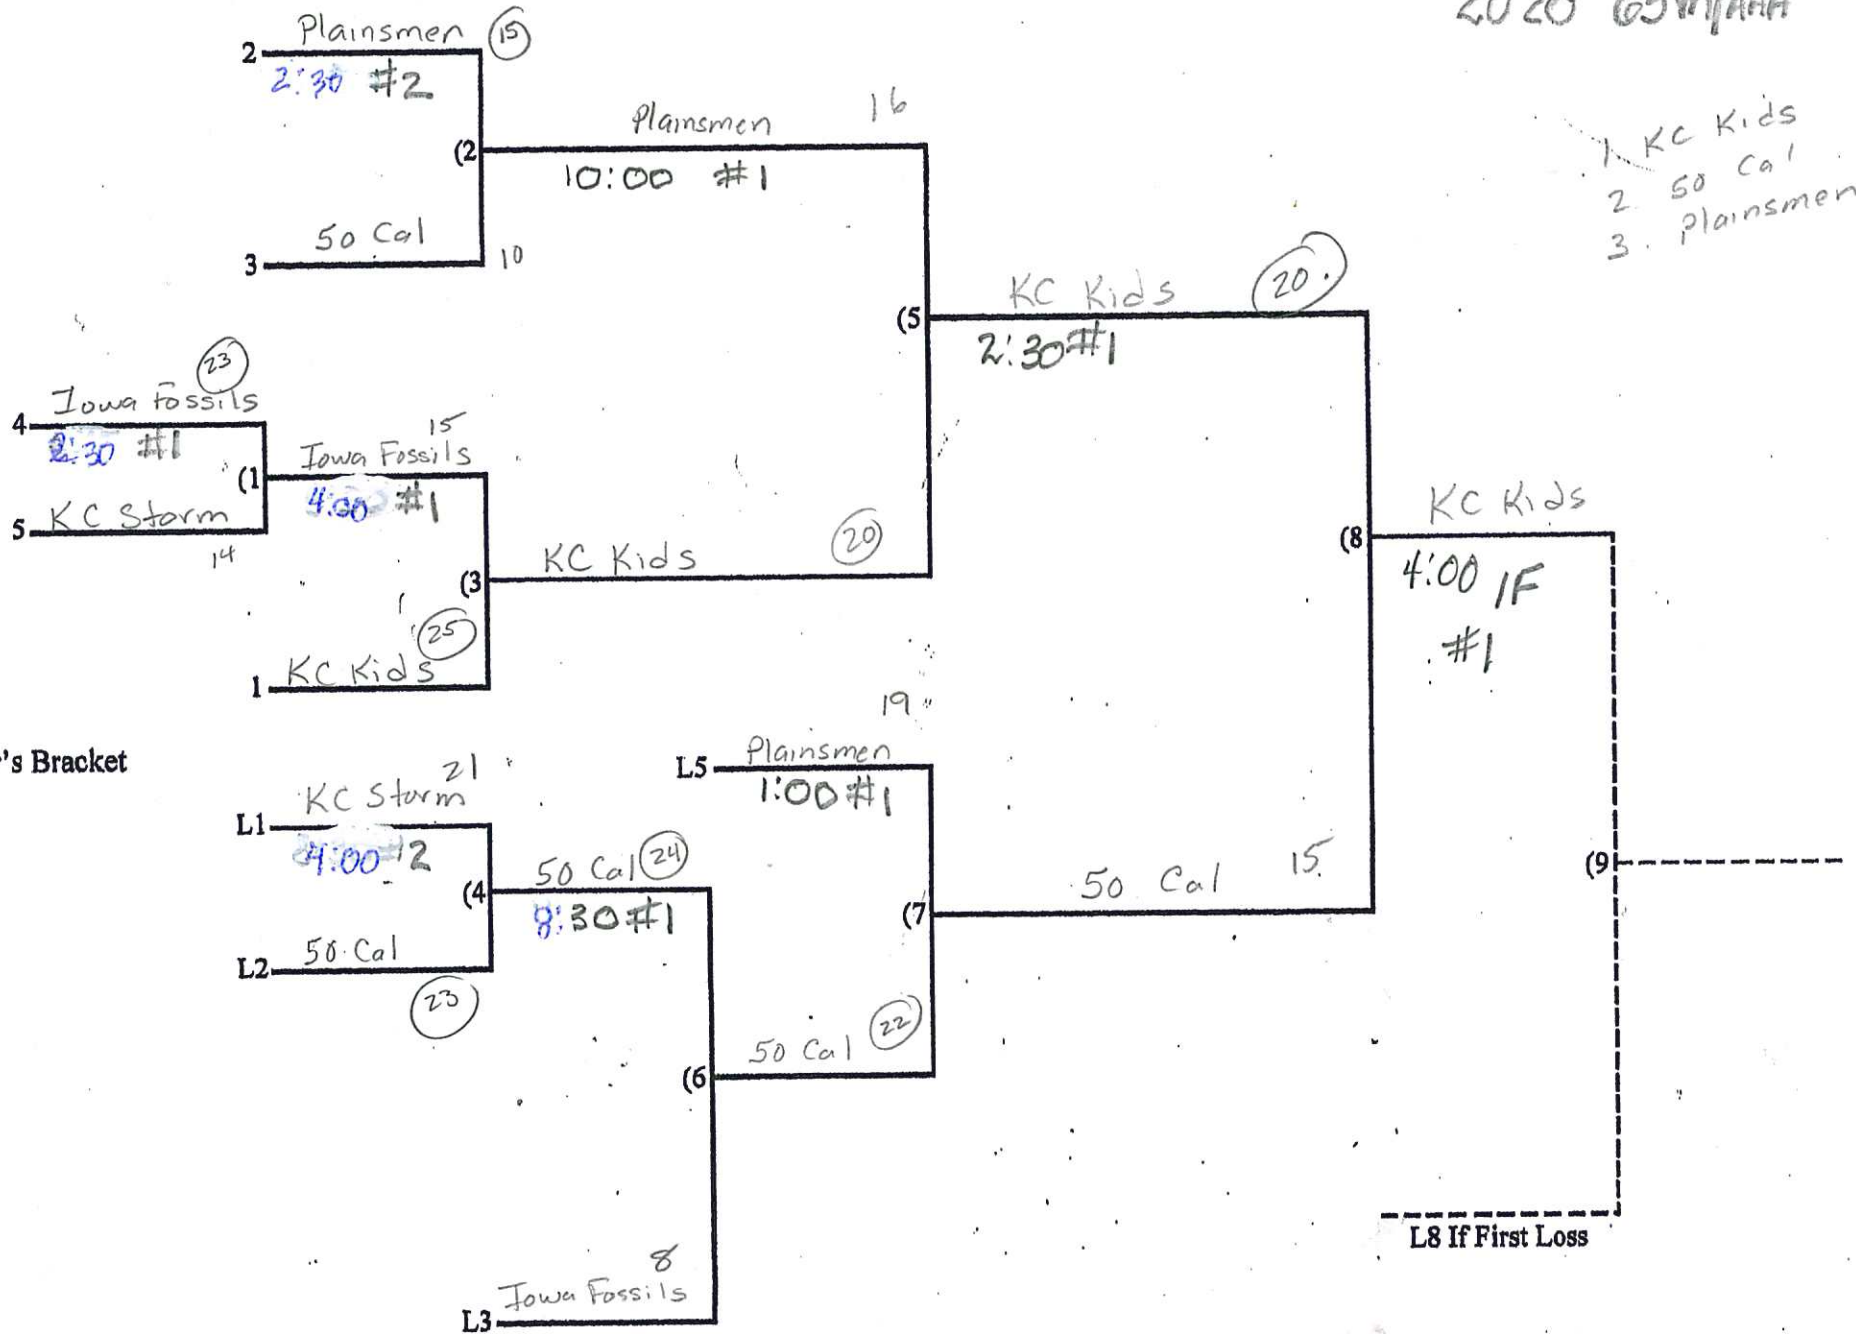 2020 65M/AAA
1. KC Kids
2. 50 Cal
3. Plainsmen
2 Plainsmen 15
2:30 #2
(2
Plainsmen 16
10:00 #1
3 50 Cal 10
(5
KC Kids 20.
2:30 #1
23
4 Iowa Fossils
2:30 #1
(1
Iowa Fossils 15
4:00 #1
5 KC Storm
14
(3
KC Kids 20
25
1 KC Kids
(8
KC Kids
4:00 IF
#1
's Bracket
L1 KC Storm 21
4:00 #2
(4
50 Cal 24
8:30 #1
L2 50 Cal
23
19
L5 Plainsmen
1:00 #1
(7
50 Cal 15.
(9
(6
50 Cal 22
8
L3 Iowa Fossils
L8 If First Loss